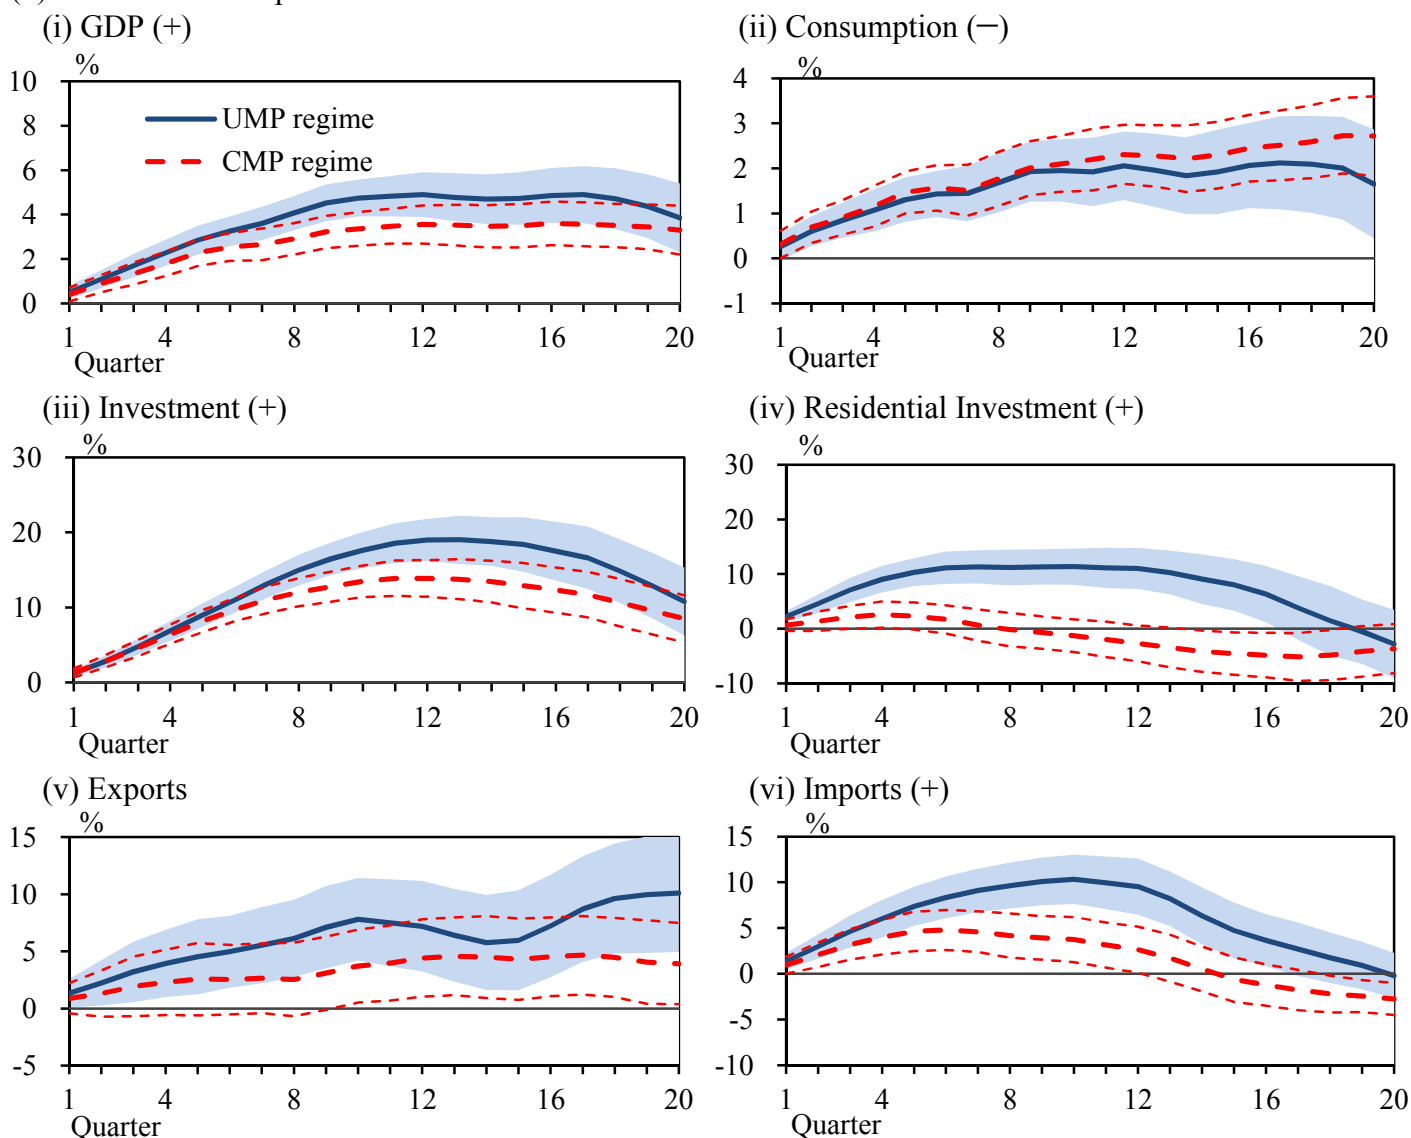 (i) GDP (+)
%
10
8
6
4
2
0
UMP regime
CMP regime
1 4 8 12 16 20
Quarter
(ii) Consumption (−)
%
4
3
2
1
0
-1
1 4 8 12 16 20
Quarter
(iii) Investment (+)
%
30
20
10
0
1 4 8 12 16 20
Quarter
(iv) Residential Investment (+)
%
30
20
10
0
-10
1 4 8 12 16 20
Quarter
(v) Exports
%
15
10
5
0
-5
1 4 8 12 16 20
Quarter
(vi) Imports (+)
%
15
10
5
0
-5
-10
1 4 8 12 16 20
Quarter